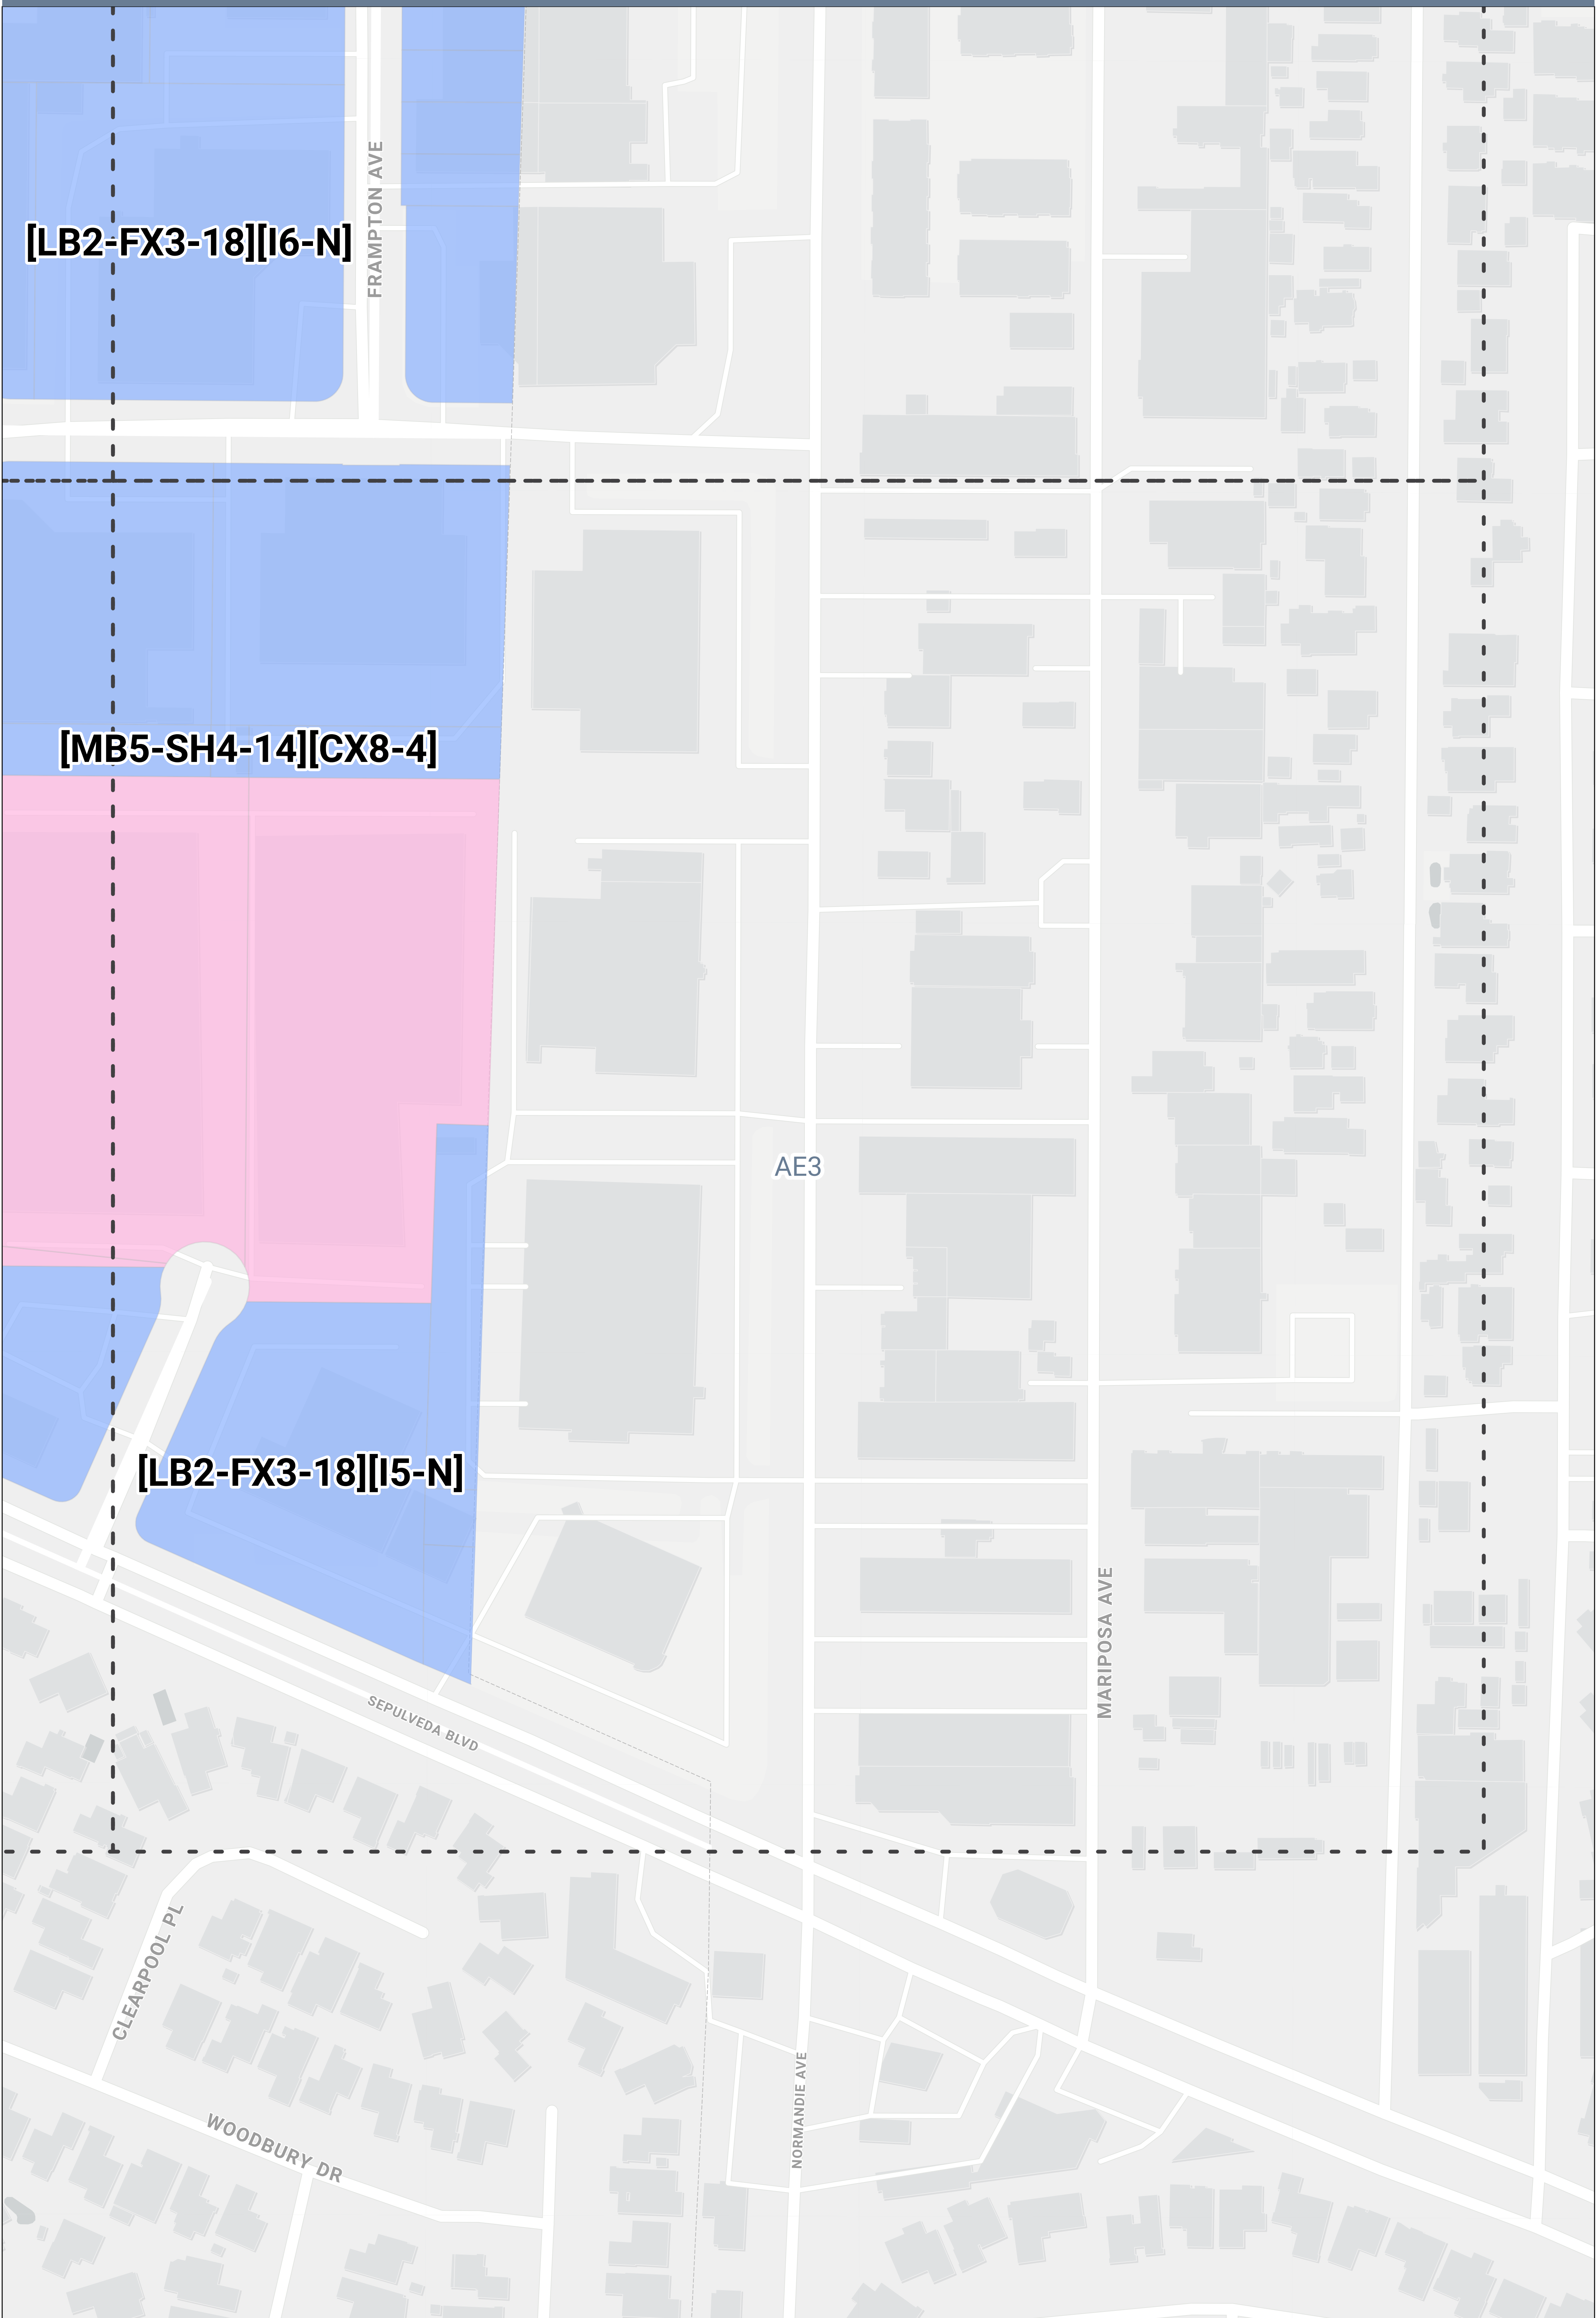 FRAMPTON AVE
[LB2-FX3-18][I6-N]
[MB5-SH4-14][CX8-4]
AE3
[LB2-FX3-18][I5-N]
MARIPOSA AVE
SEPULVEDA BLVD
CLEARPOOL PL
NORMANDIE AVE
WOODBURY DR